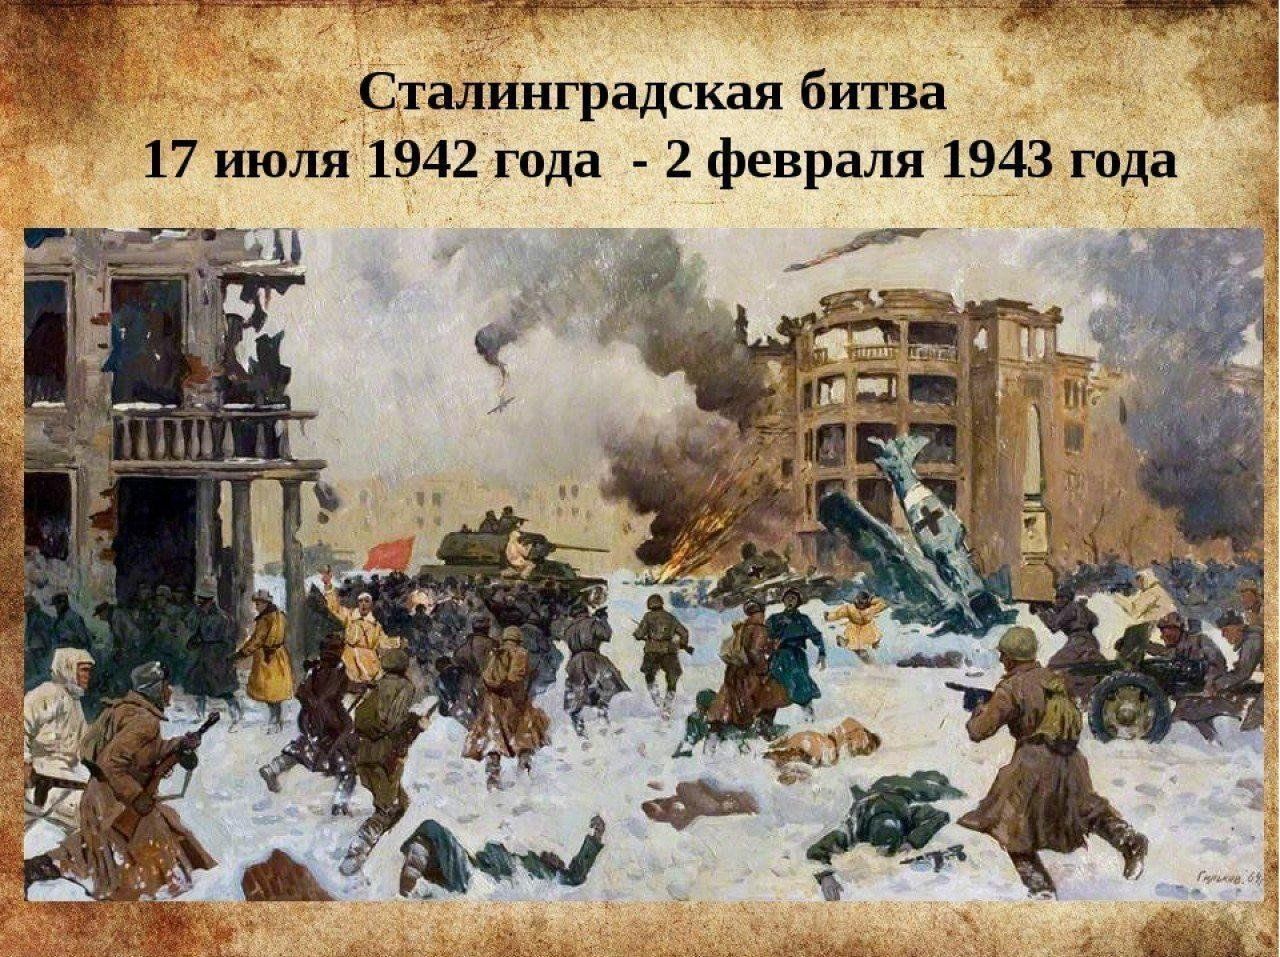 Сталинградская битва
17 июля 1942 года - 2 февраля 1943 года